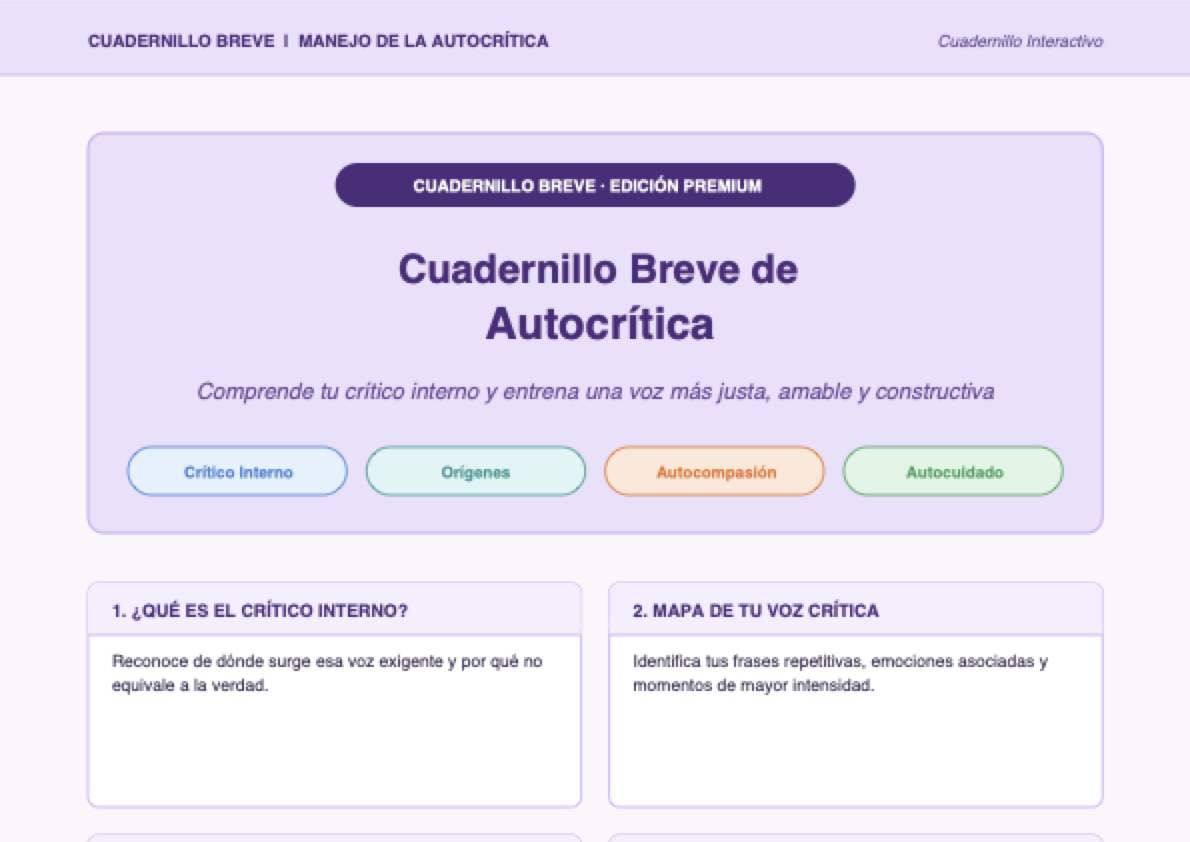 CUADERNILLO BREVE | MANEJO DE LA AUTOCRÍTICA
Cuadernillo Interactivo
CUADERNILLO BREVE · EDICIÓN PREMIUM
Cuadernillo Breve de
Autocrítica
Comprende tu crítico interno y entrena una voz más justa, amable y constructiva
Crítico Interno
Orígenes
Autocompasión
Autocuidado
1. ¿QUÉ ES EL CRÍTICO INTERNO?
Reconoce de dónde surge esa voz exigente y por qué no
equivale a la verdad.
2. MAPA DE TU VOZ CRÍTICA
Identifica tus frases repetitivas, emociones asociadas y
momentos de mayor intensidad.